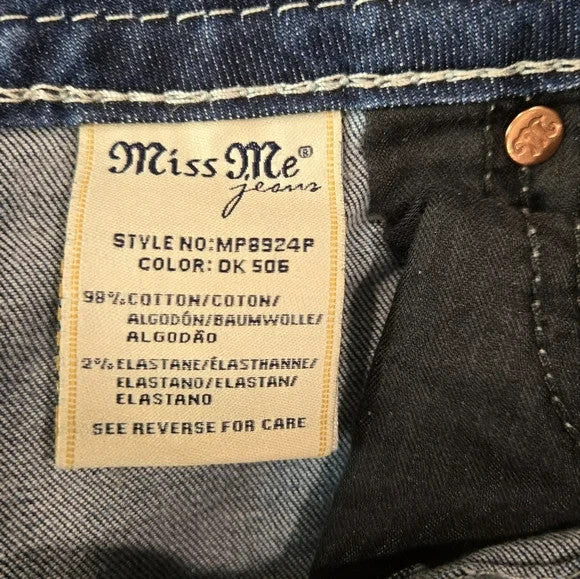 Miss Me®
jeans
STYLE NO:MP8924P
COLOR: DK 506
98% COTTON/COTON/
ALGODÓN/BAUMWOLLE/
ALGODÃO
2% ELASTANE/ÉLASTHANNE/
ELASTANO/ELASTAN/
ELASTANO
SEE REVERSE FOR CARE